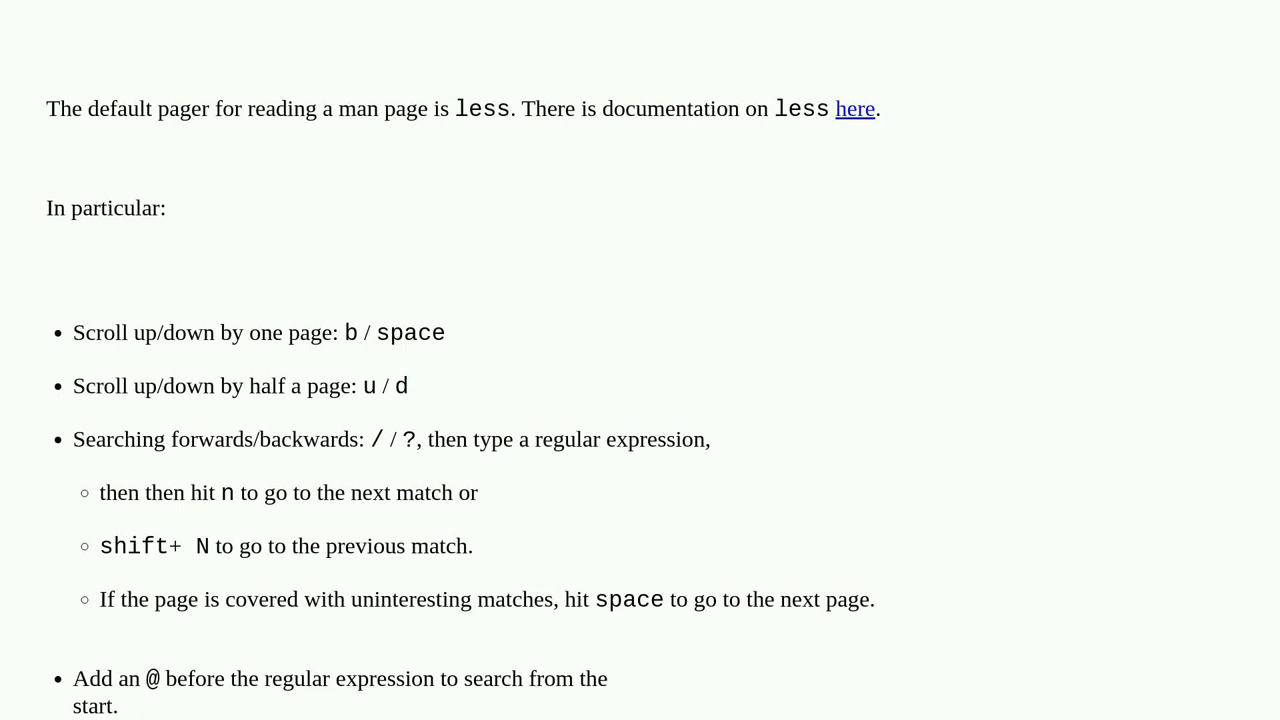 The default pager for reading a man page is less. There is documentation on less here.
In particular:
Scroll up/down by one page: b / space
Scroll up/down by half a page: u / d
Searching forwards/backwards: / / ?, then type a regular expression,
then then hit n to go to the next match or
shift+ N to go to the previous match.
If the page is covered with uninteresting matches, hit space to go to the next page.
Add an @ before the regular expression to search from the
start.